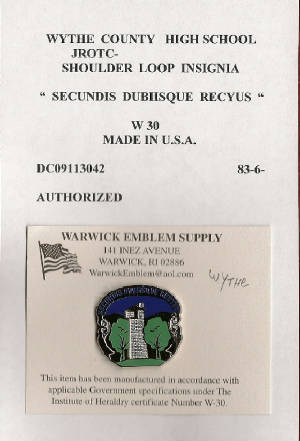 WYTHE COUNTY HIGH SCHOOL
JROTC-
SHOULDER LOOP INSIGNIA
“ SECUNDIS DUBIISQUE RECYUS “
W 30
MADE IN U.S.A.
DC09113042 83-6-
AUTHORIZED
WARWICK EMBLEM SUPPLY
141 INEZ AVENUE
WARWICK, RI 02886
WarwickEmblem@aol.com
WYTHE
This item has been manufactured in accordance with
applicable Government specifications under The
Institute of Heraldry certificate Number W-30.